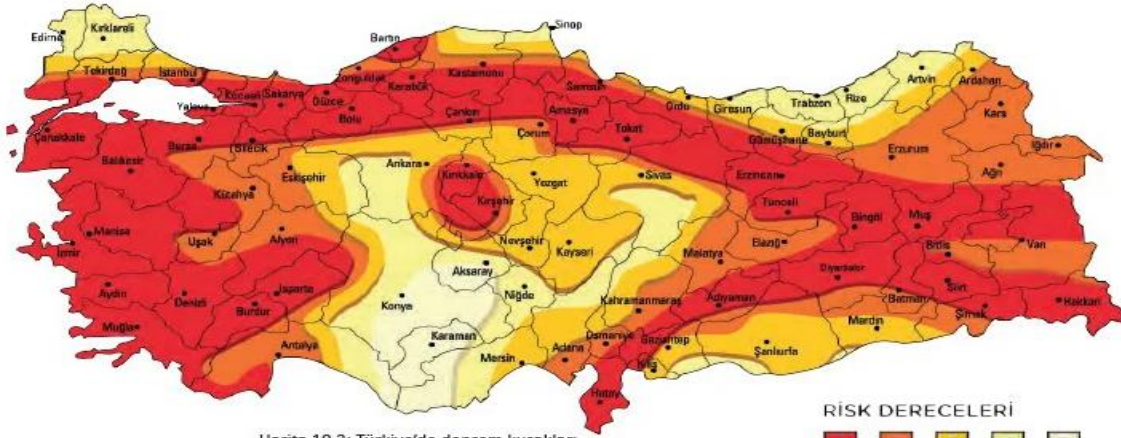 Sinop
Edirne
Kırklareli
Bartın
Tekirdağ
İstanbul
Zonguldak
Kastamonu
Karabük
Samsun
Artvin
Ardahan
Kocaeli
Sakarya
Düzce
Bolu
Yalova
Ordu
Giresun
Trabzon
Rize
Kars
Çanakkale
Çankırı
Çorum
Amasya
Tokat
Gümüşhane
Bayburt
Erzurum
Iğdır
Bursa
Bilecik
Balıkesir
Ankara
Eskişehir
Kırıkkale
Yozgat
Sivas
Erzincan
Ağrı
Kütahya
Kırşehir
Tunceli
Bingöl
Muş
Manisa
Uşak
Afyon
Nevşehir
Kayseri
Malatya
Elazığ
Bitlis
Van
İzmir
Aksaray
Niğde
Diyarbakır
Siirt
Aydın
Denizli
Isparta
Burdur
Konya
Kahramanmaraş
Adıyaman
Batman
Şırnak
Hakkari
Muğla
Antalya
Karaman
Mersin
Adana
Osmaniye
Gaziantep
Kilis
Şanlıurfa
Mardin
Hatay
RİSK DERECELERİ